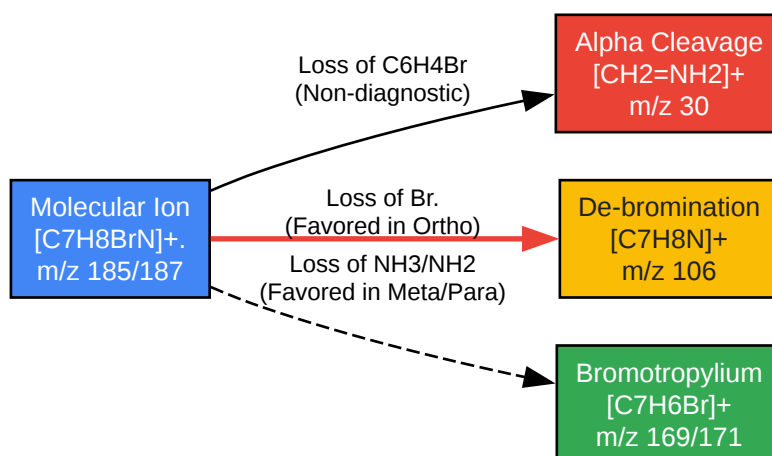 Alpha Cleavage
[CH2=NH2]+
m/z 30
Loss of C6H4Br
(Non-diagnostic)
Molecular Ion
[C7H8BrN]+.
m/z 185/187
Loss of Br.
(Favored in Ortho)
De-bromination
[C7H8N]+
m/z 106
Loss of NH3/NH2
(Favored in Meta/Para)
Bromotropylium
[C7H6Br]+
m/z 169/171